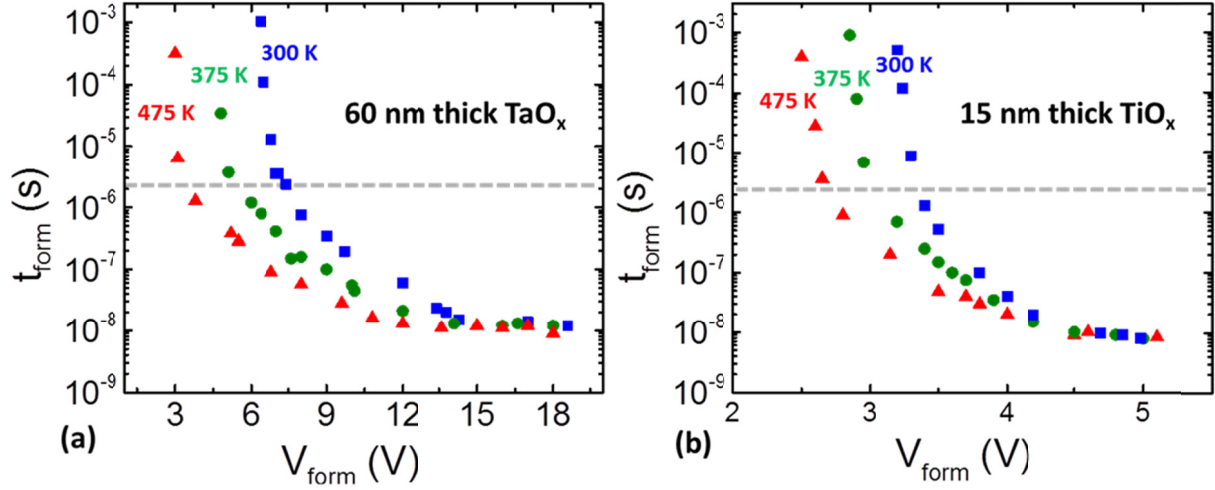 10⁻³
10⁻⁴
10⁻⁵
10⁻⁶
10⁻⁷
10⁻⁸
10⁻⁹
t_form (s)
300 K
375 K
475 K
60 nm thick TaOₓ
3 6 9 12 15 18
(a)
V_form (V)
10⁻³
10⁻⁴
10⁻⁵
10⁻⁶
10⁻⁷
10⁻⁸
10⁻⁹
t_form (s)
300 K
375 K
475 K
15 nm thick TiOₓ
2 3 4 5
(b)
V_form (V)